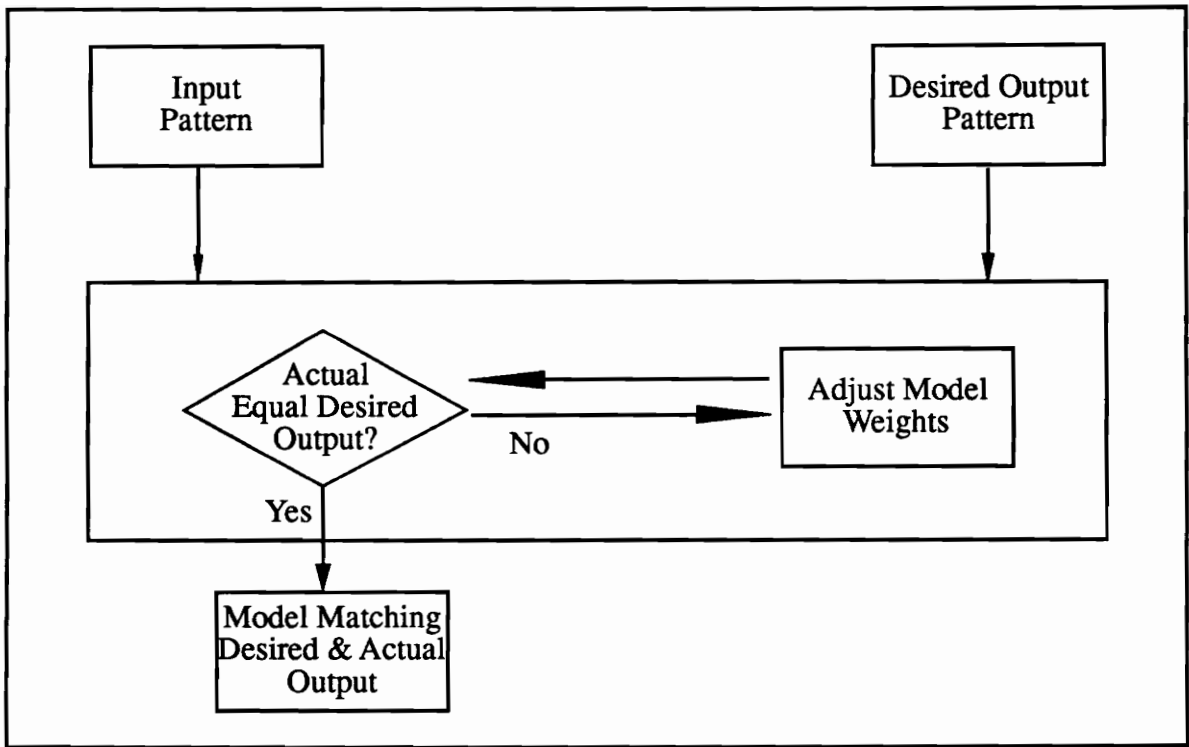 Input
Pattern
Desired Output
Pattern
Actual
Equal Desired
Output?
No
Adjust Model
Weights
Yes
Model Matching
Desired & Actual
Output